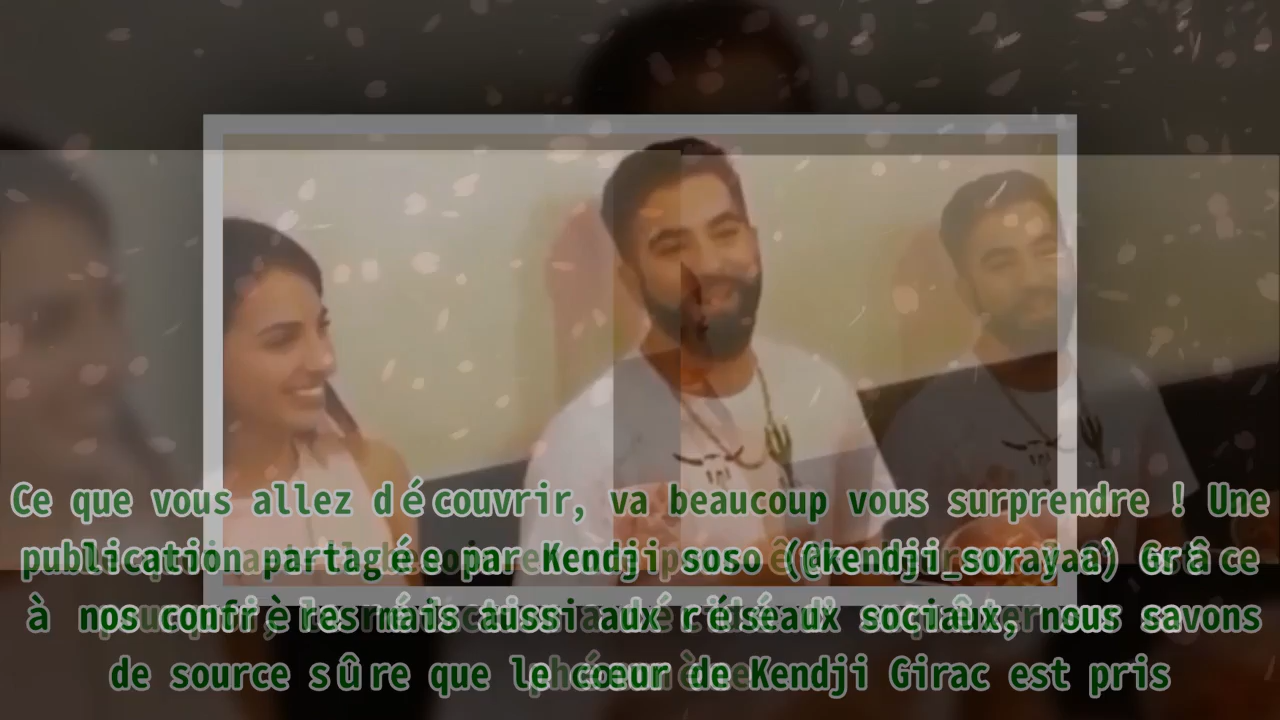 Ce que vous allez découvrir, va beaucoup vous surprendre ! Une
publication partagée par Kendji soso (@kendji_sorayaa) Grâce
à nos confrères mais aussi aux réseaux sociaux, nous savons
de source sûre que le cœur de Kendji Girac est pris